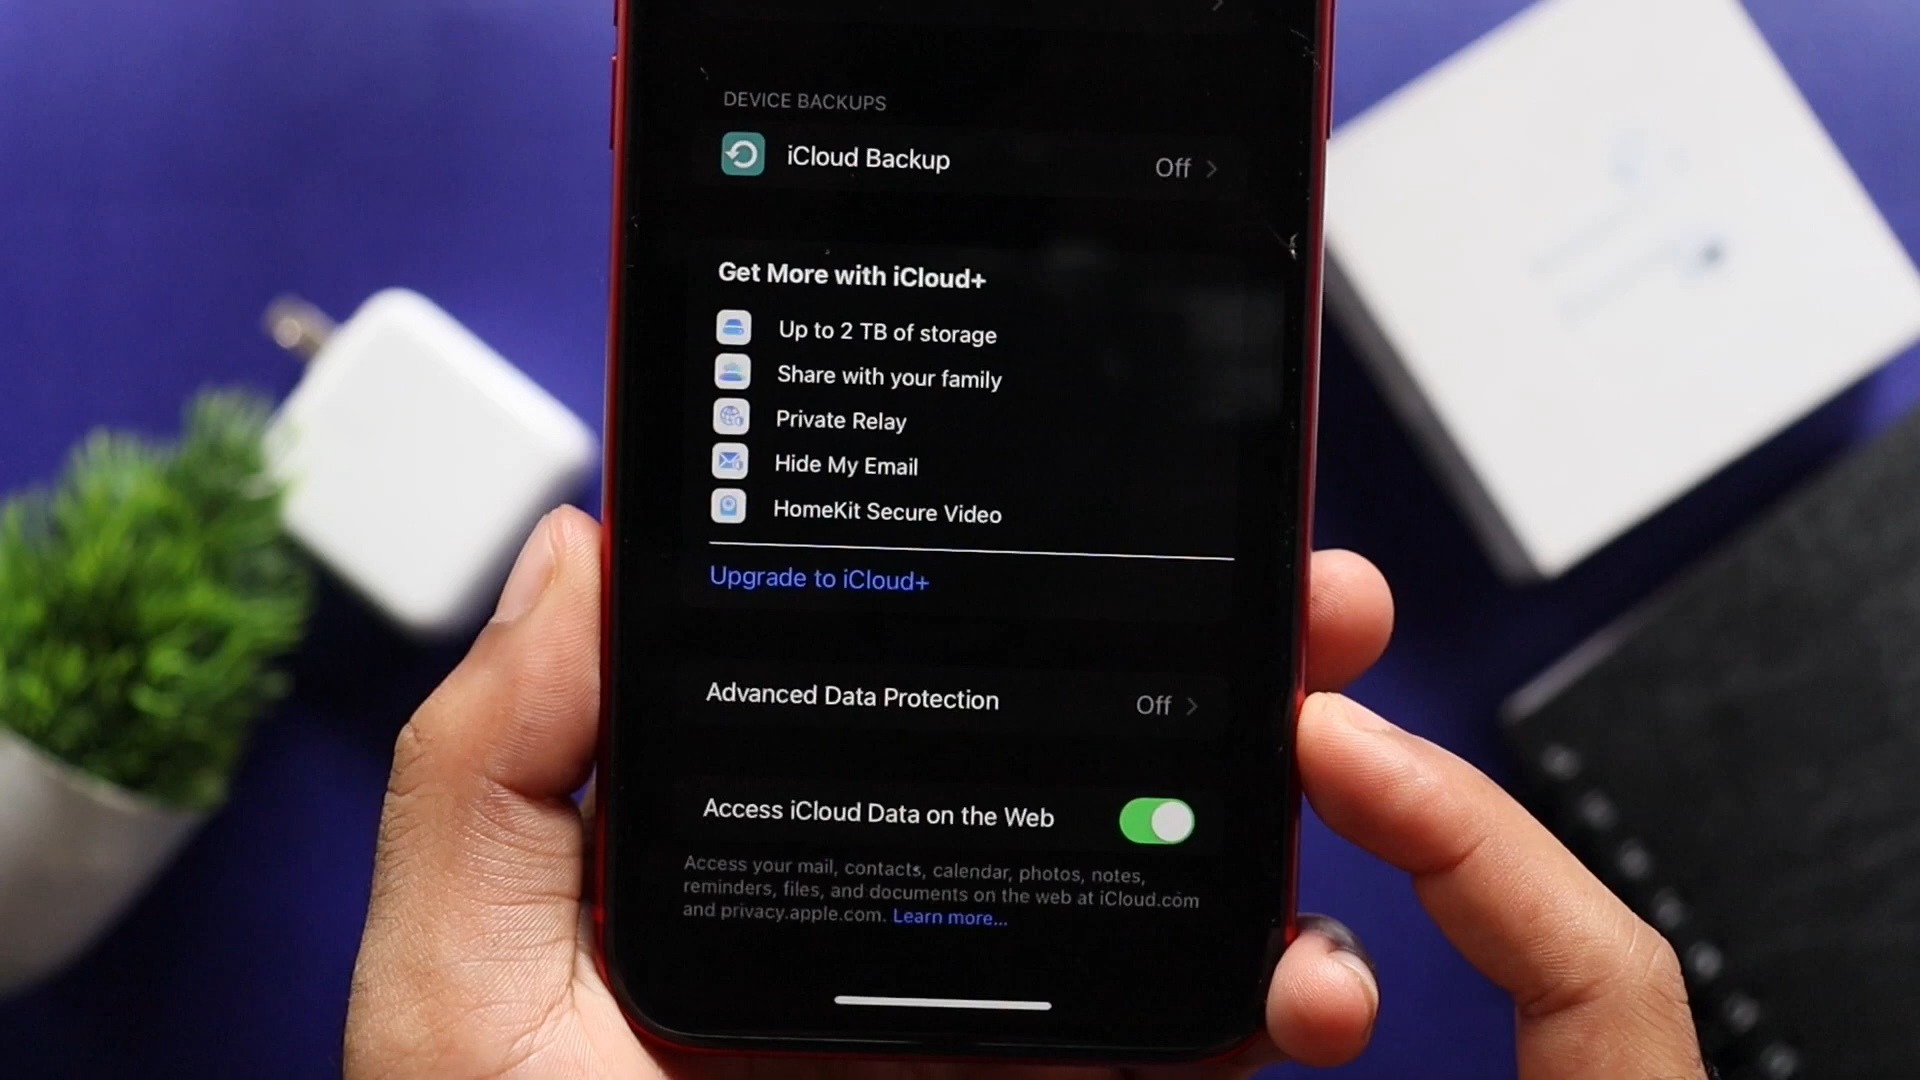 DEVICE BACKUPS
iCloud Backup Off
Get More with iCloud+
Up to 2 TB of storage
Share with your family
Private Relay
Hide My Email
HomeKit Secure Video
Upgrade to iCloud+
Advanced Data Protection Off
Access iCloud Data on the Web
Access your mail, contacts, calendar, photos, notes,
reminders, files, and documents on the web at iCloud.com
and privacy.apple.com. Learn more...